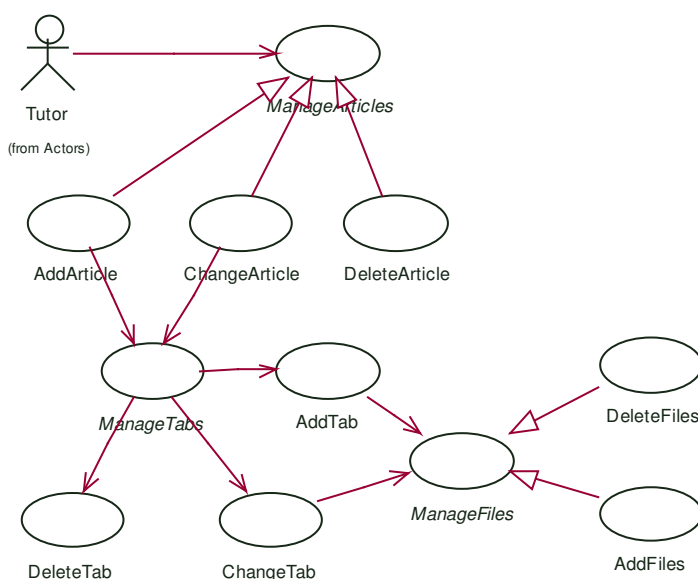 ManageArticles
Tutor
(from Actors)
AddArticle
ChangeArticle
DeleteArticle
ManageTabs
AddTab
DeleteFiles
ManageFiles
DeleteTab
ChangeTab
AddFiles